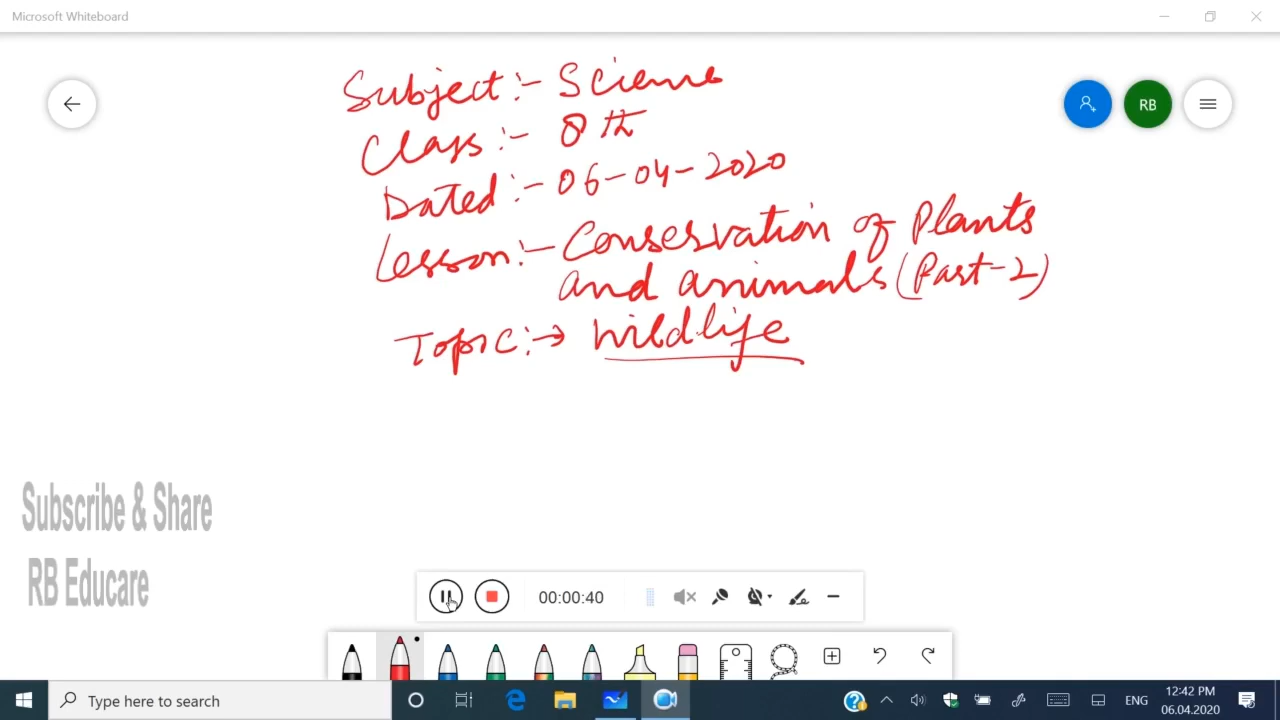 Microsoft Whiteboard
Subject :- Science
Class :- 8th
RB
Dated :- 06-04-2020
Lesson :- Conservation of Plants
and animals (Part-2)
Topic :→ Wildlife
Subscribe & Share
RB Educare
00:00:40
Type here to search
ENG
12:42 PM
06.04.2020